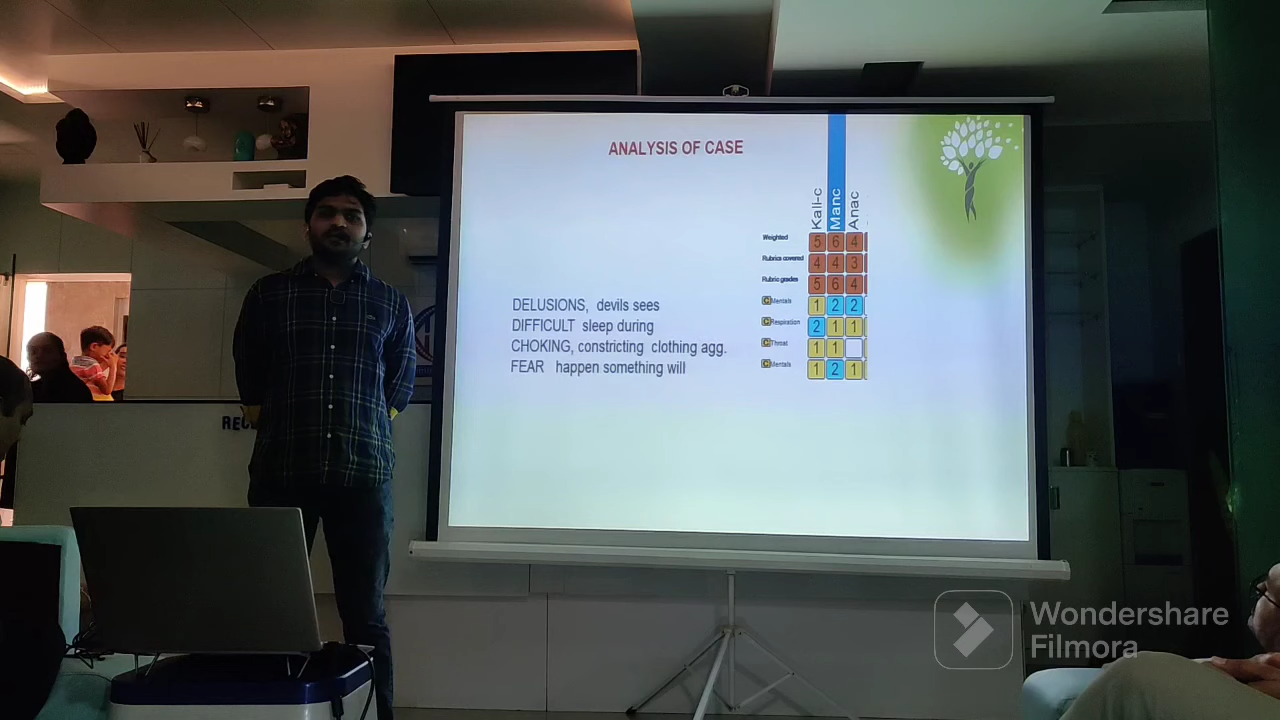 ANALYSIS OF CASE
Kali-c
Manc
Anac
Weighted 5 6 4
Rubrics covered 4 4 3
Rubric grades 5 6 4
C Mentals 1 2 2
C Respiration 2 1 1
C Throat 1 1
C Mentals 1 2 1
DELUSIONS, devils sees
DIFFICULT sleep during
CHOKING, constricting clothing agg.
FEAR happen something will
REC
Wondershare
Filmora